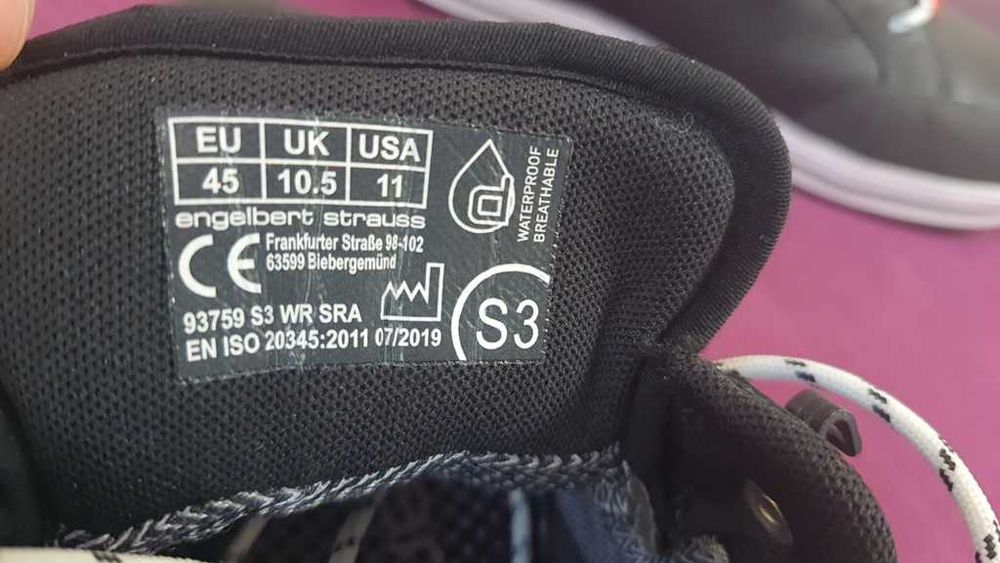 EU UK USA
45 10.5 11
engelbert strauss
Frankfurter Straße 98-102
63599 Biebergemünd
93759 S3 WR SRA
EN ISO 20345:2011 07/2019
WATERPROOF
BREATHABLE
CE
S3